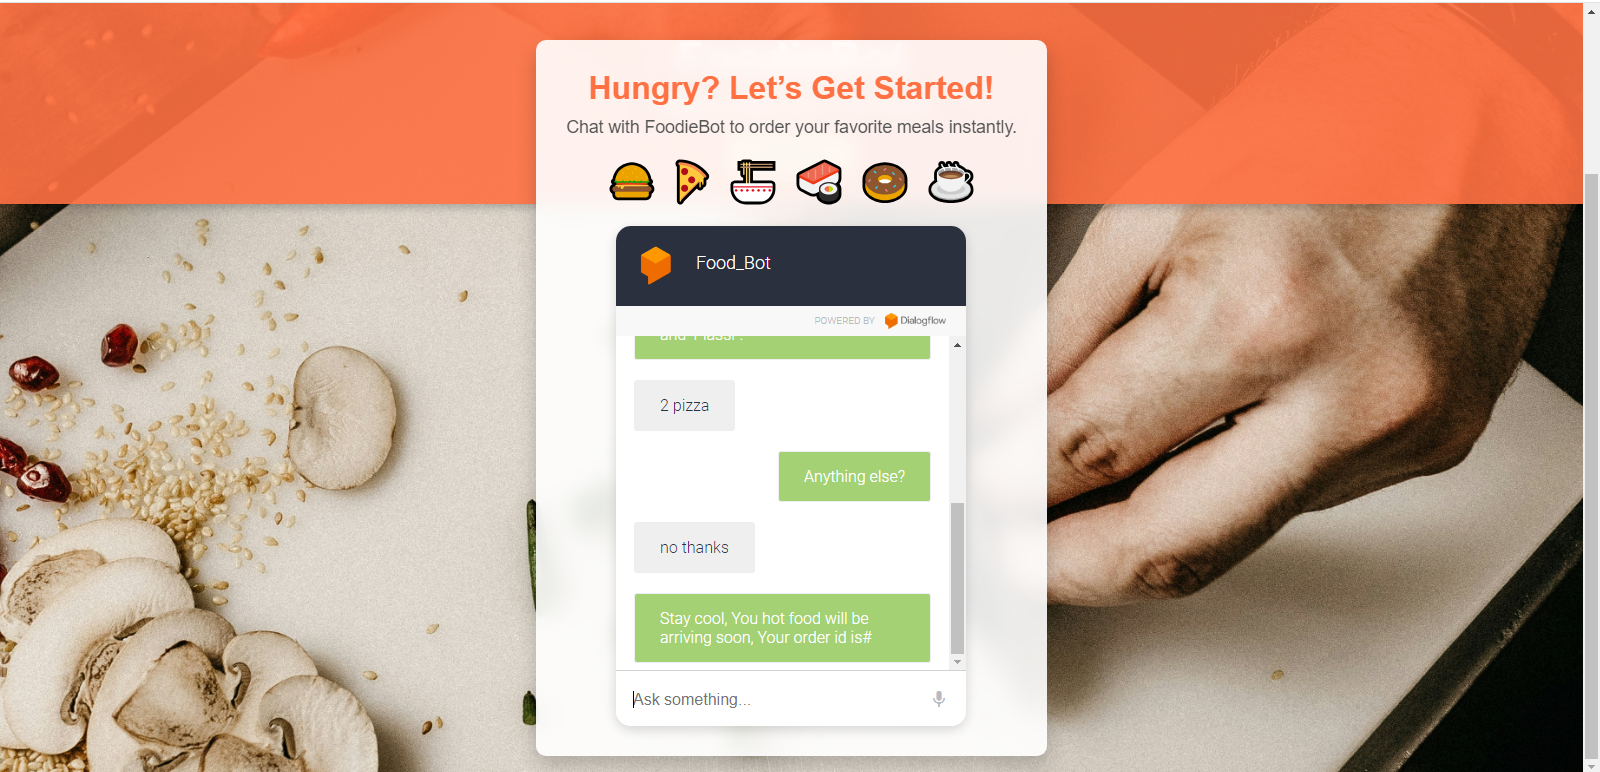 Hungry? Let’s Get Started!
Chat with FoodieBot to order your favorite meals instantly.
Food_Bot
POWERED BY Dialogflow
2 pizza
Anything else?
no thanks
Stay cool, You hot food will be
arriving soon, Your order id is#
Ask something...